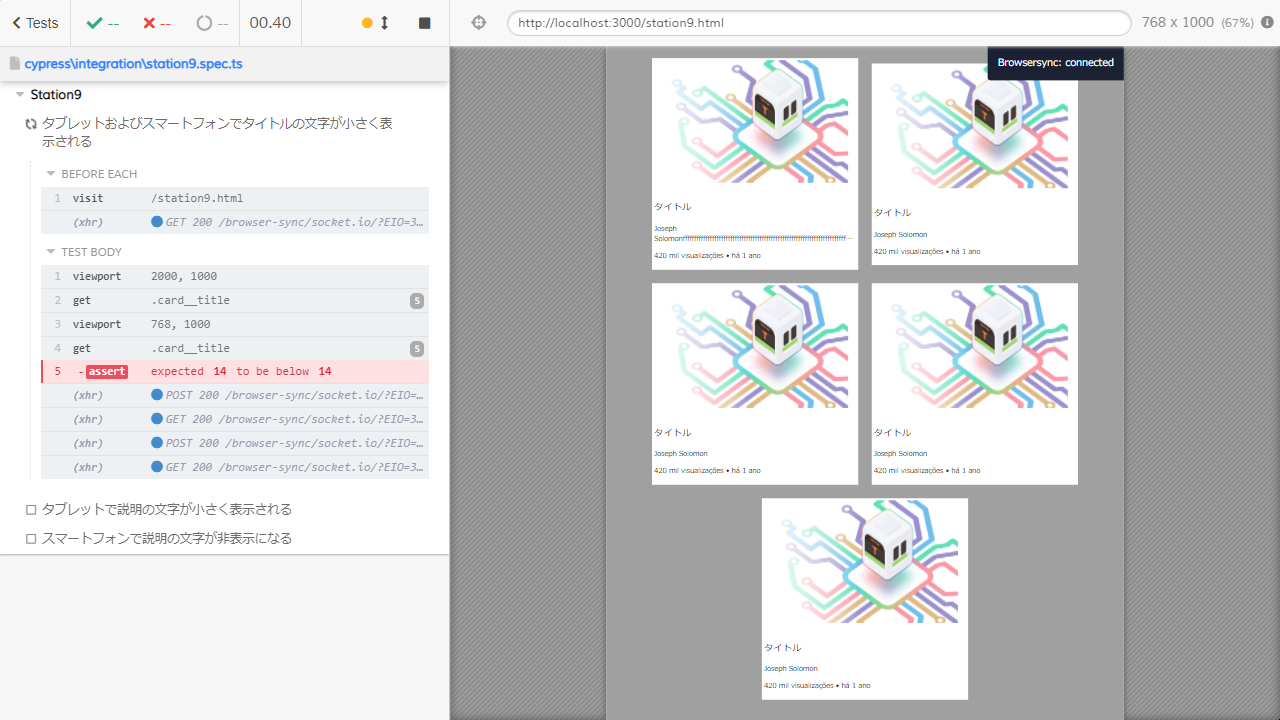 Tests
--
--
--
00.40
http://localhost:3000/station9.html
768 x 1000 (67%)
cypress\integration\station9.spec.ts
Station9
タブレットおよびスマートフォンでタイトルの文字が小さく表
示される
BEFORE EACH
1 visit /station9.html
(xhr) GET 200 /browser-sync/socket.io/?EIO=3...
TEST BODY
1 viewport 2000, 1000
2 get .card__title 5
3 viewport 768, 1000
4 get .card__title 5
5 -assert expected 14 to be below 14
(xhr) POST 200 /browser-sync/socket.io/?EIO=...
(xhr) GET 200 /browser-sync/socket.io/?EIO=3...
(xhr) POST 200 /browser-sync/socket.io/?EIO=...
(xhr) GET 200 /browser-sync/socket.io/?EIO=3...
タブレットで説明の文字が小さく表示される
スマートフォンで説明の文字が非表示になる
Browsersync: connected
タイトル
Joseph
420 mil visualizações • há 1 ano
タイトル
Joseph Solomon
420 mil visualizações • há 1 ano
タイトル
Joseph Solomon
420 mil visualizações • há 1 ano
タイトル
Joseph Solomon
420 mil visualizações • há 1 ano
タイトル
Joseph Solomon
420 mil visualizações • há 1 ano